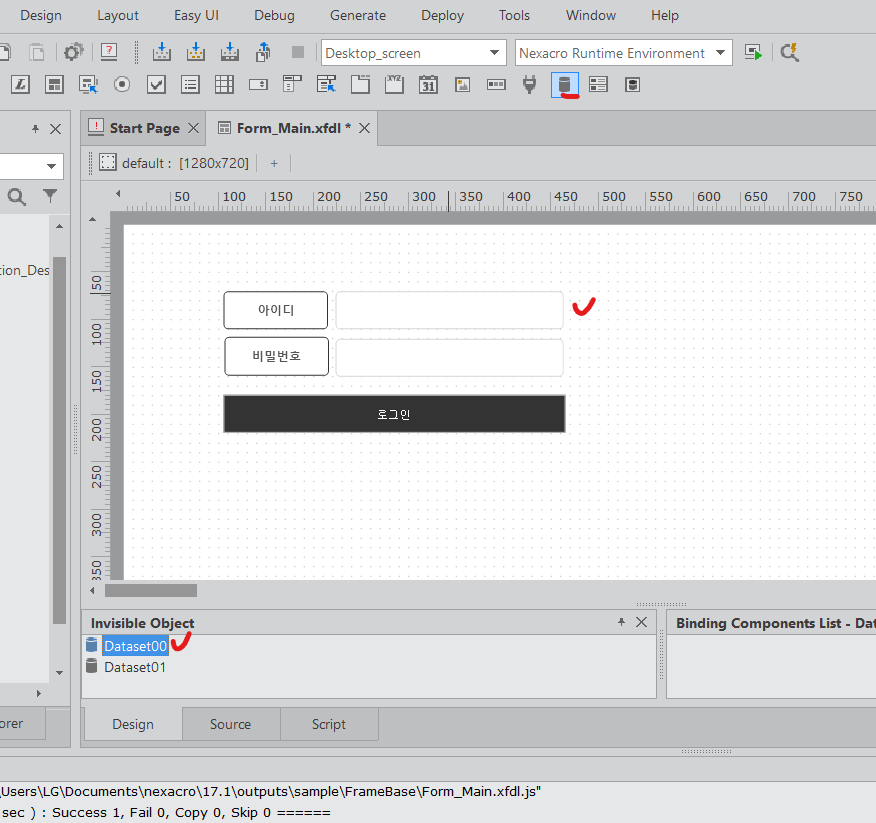 Design Layout Easy UI Debug Generate Deploy Tools Window Help
Desktop_screen Nexacro Runtime Environment
L XYZ 31
Start Page Form_Main.xfdl *
default : [1280x720] +
50 100 150 200 250 300 350 400 450 500 550 600 650 700 750
tion_Des
50
아이디
100
비밀번호
150
로그인
200
250
300
350
Invisible Object Binding Components List - Dat
Dataset00
Dataset01
orer Design Source Script
\Users\LG\Documents\nexacro\17.1\outputs\sample\FrameBase\Form_Main.xfdl.js"
sec ) : Success 1, Fail 0, Copy 0, Skip 0 ======